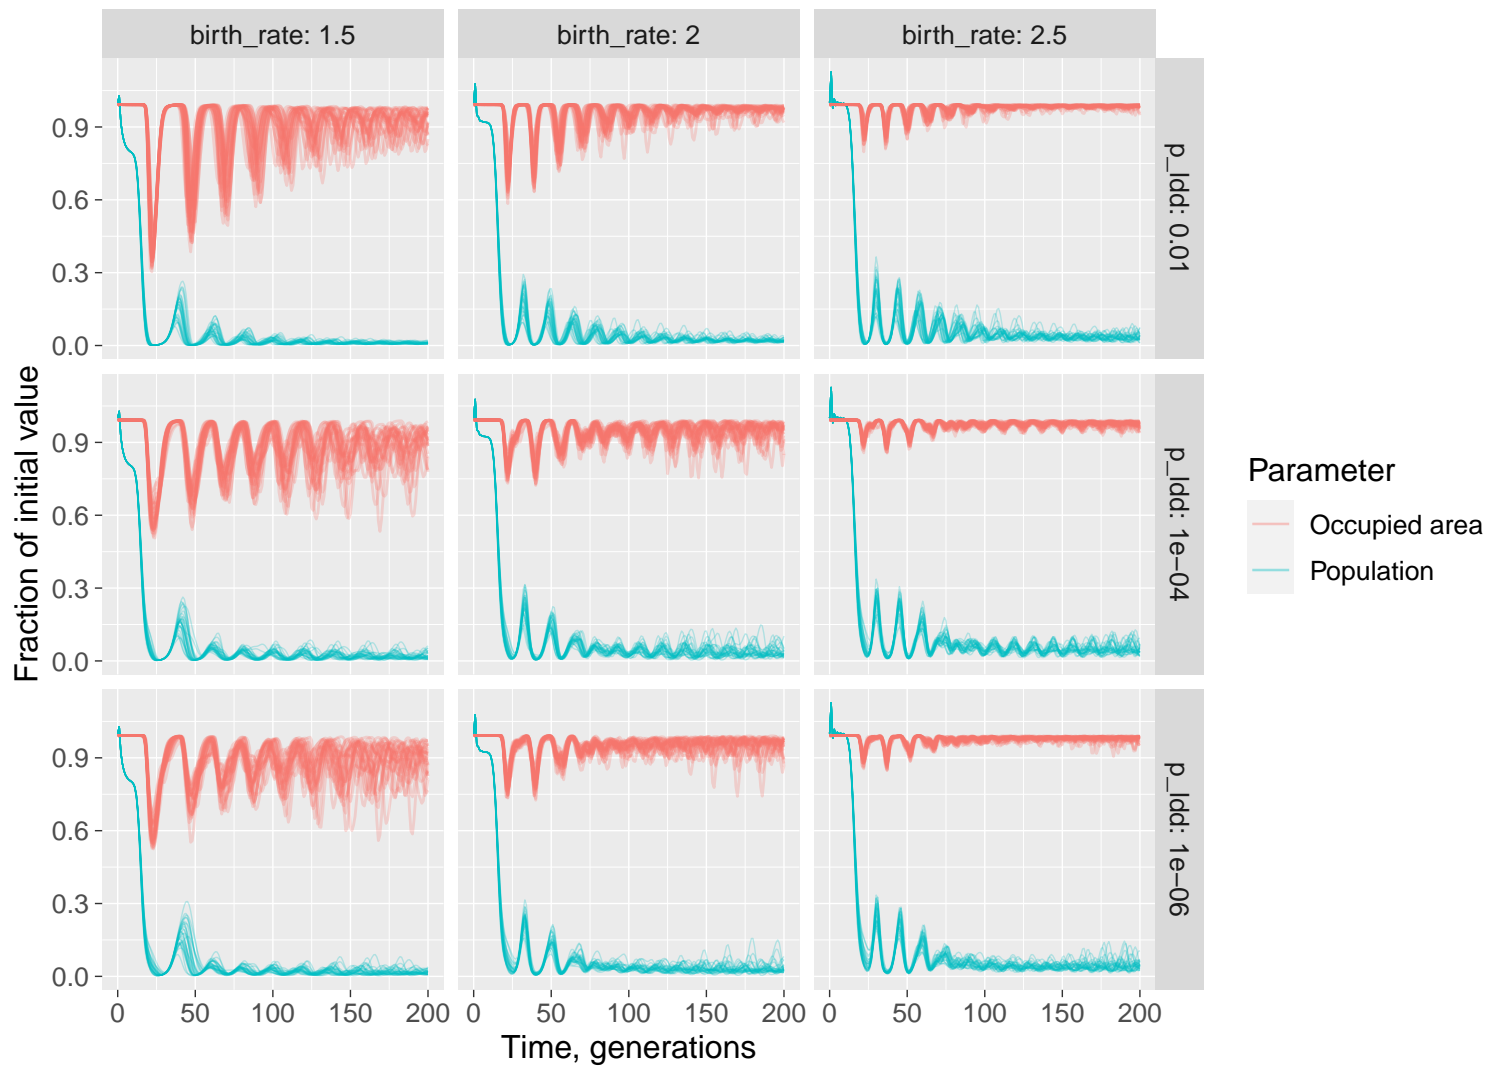 birth_rate: 1.5
birth_rate: 2
birth_rate: 2.5
0.9
0.6
0.3
0.0
p_ldd: 0.01
0.9
0.6
0.3
0.0
p_ldd: 1e−04
0.9
0.6
0.3
0.0
p_ldd: 1e−06
0 50 100 150 200
0 50 100 150 200
0 50 100 150 200
Time, generations
Fraction of initial value
Parameter
Occupied area
Population